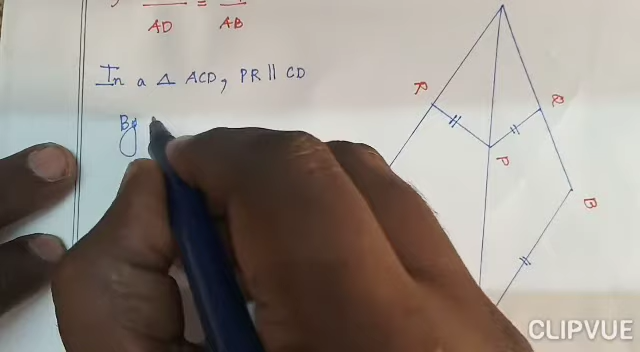 AD = AB
In a Δ ACD, PR || CD
By
R
Q
P
B
CLIPVUE